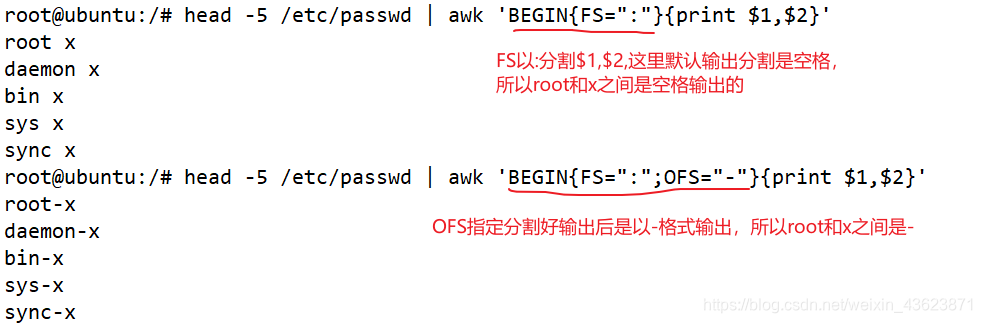 root@ubuntu:/# head -5 /etc/passwd | awk 'BEGIN{FS=":"}{print $1,$2}'
root x
FS以:分割$1,$2,这里默认输出分割是空格，
daemon x
所以root和x之间是空格输出的
bin x
sys x
sync x
root@ubuntu:/# head -5 /etc/passwd | awk 'BEGIN{FS=":";OFS="-"}{print $1,$2}'
root-x
OFS指定分割好输出后是以-格式输出，所以root和x之间是-
daemon-x
bin-x
sys-x
sync-x
https://blog.csdn.net/weixin_43623871